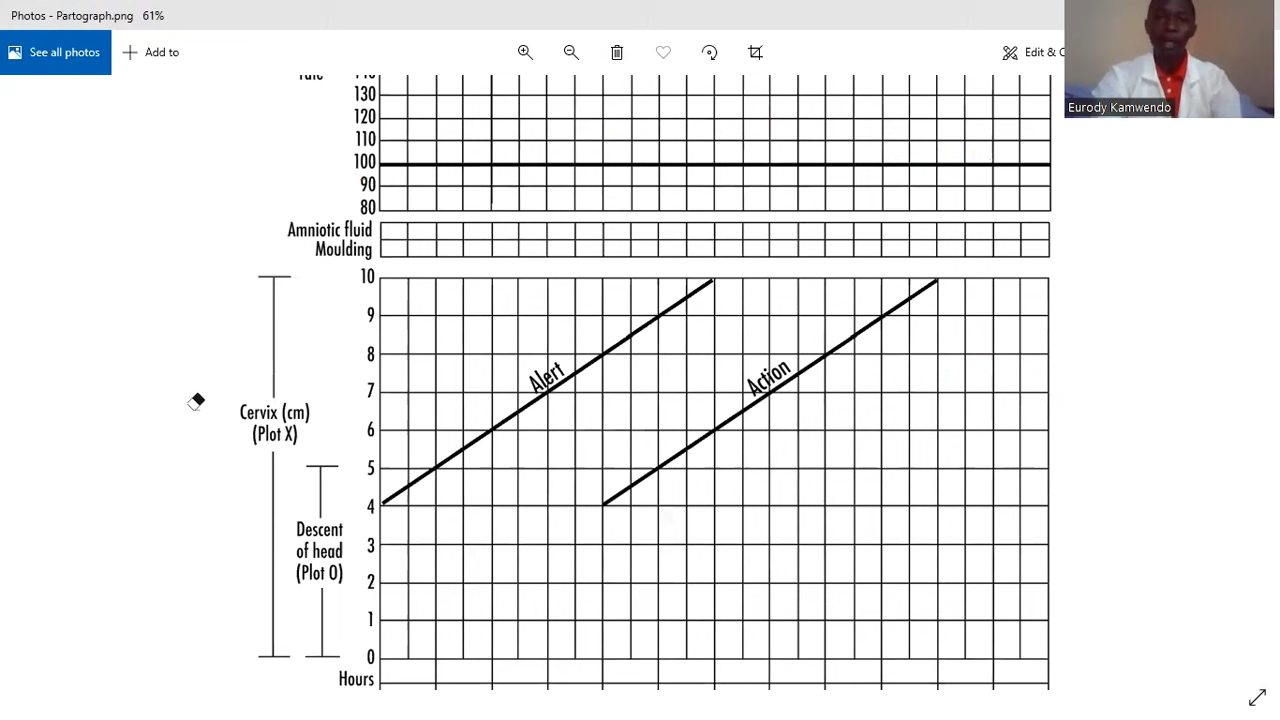 Photos - Partograph.png 61%
See all photos
Add to
Edit & C
Eurody Kamwendo
rate
140
130
120
110
100
90
80
Amniotic fluid
Moulding
10
9
8
7
6
5
4
3
2
1
0
Alert
Action
Cervix (cm)
(Plot X)
Descent
of head
(Plot O)
Hours